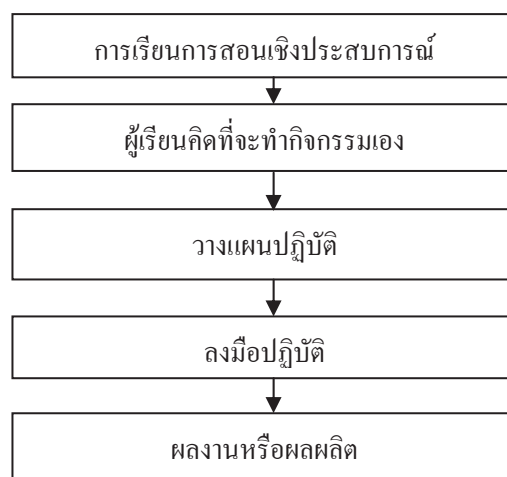 การเรียนการสอนเชิงประสบการณ์
ผู้เรียนคิดที่จะทำกิจกรรมเอง
วางแผนปฏิบัติ
ลงมือปฏิบัติ
ผลงานหรือผลผลิต